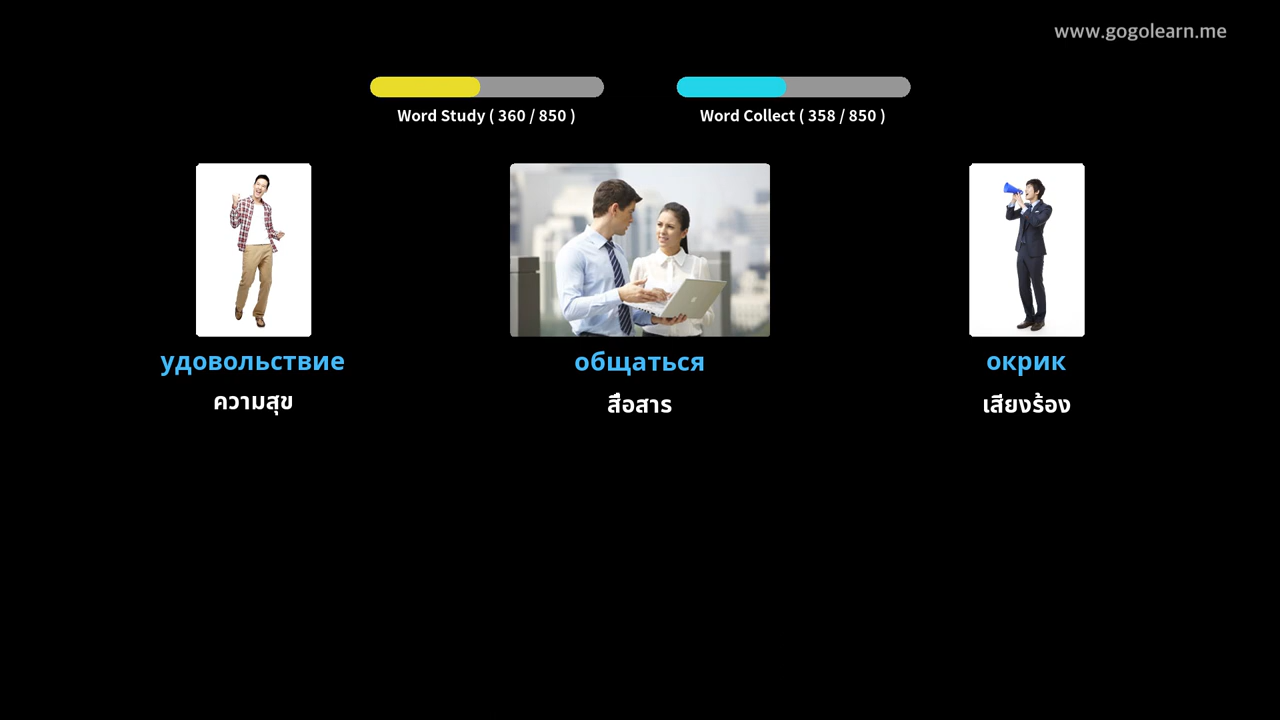 www.gogolearn.me
Word Study ( 360 / 850 )
Word Collect ( 358 / 850 )
удовольствие
общаться
окрик
ความสุข
สื่อสาร
เสียงร้อง